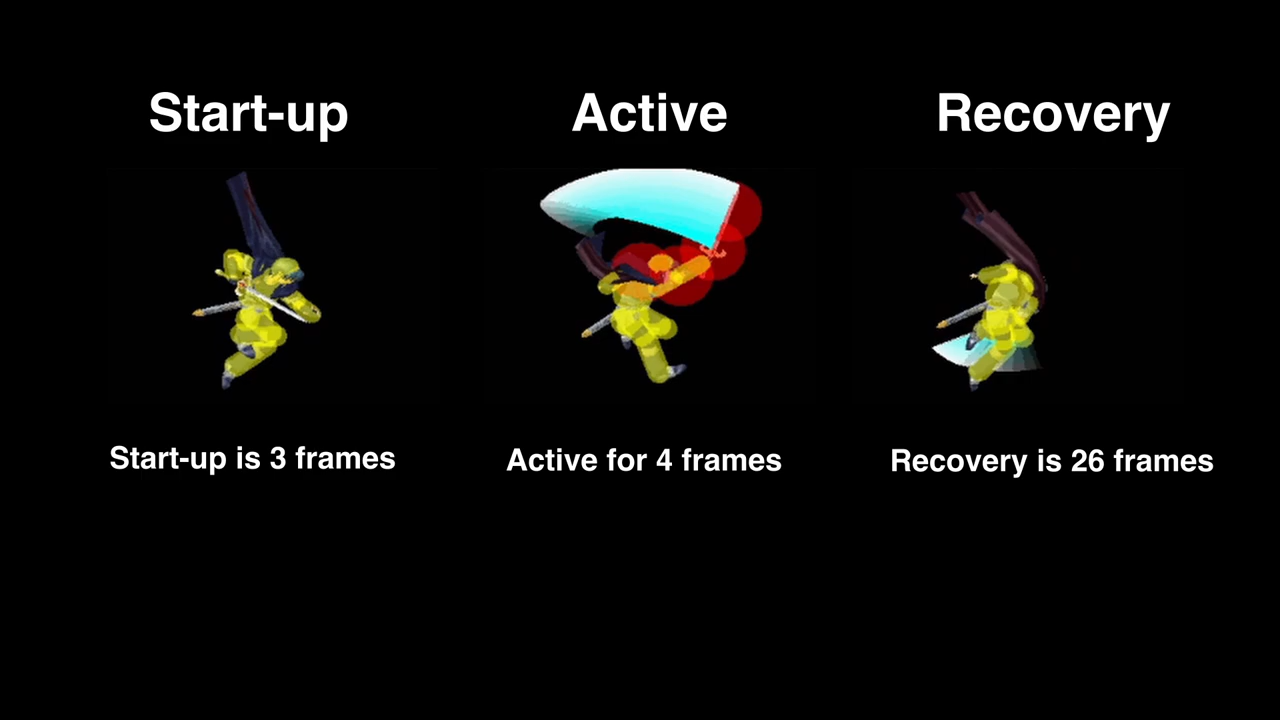 Start-up
Active
Recovery
Start-up is 3 frames
Active for 4 frames
Recovery is 26 frames